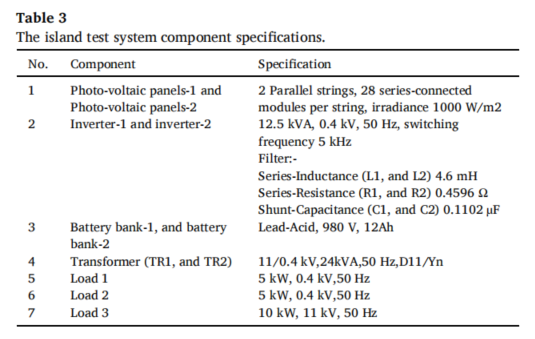 Table 3
The island test system component specifications.
No. Component Specification
1 Photo-voltaic panels-1 and 2 Parallel strings, 28 series-connected
Photo-voltaic panels-2 modules per string, irradiance 1000 W/m2
2 Inverter-1 and inverter-2 12.5 kVA, 0.4 kV, 50 Hz, switching
frequency 5 kHz
Filter:-
Series-Inductance (L1, and L2) 4.6 mH
Series-Resistance (R1, and R2) 0.4596 Ω
Shunt-Capacitance (C1, and C2) 0.1102 μF
3 Battery bank-1, and battery Lead-Acid, 980 V, 12Ah
bank-2
4 Transformer (TR1, and TR2) 11/0.4 kV,24kVA,50 Hz,D11/Yn
5 Load 1 5 kW, 0.4 kV,50 Hz
6 Load 2 5 kW, 0.4 kV,50 Hz
7 Load 3 10 kW, 11 kV, 50 Hz